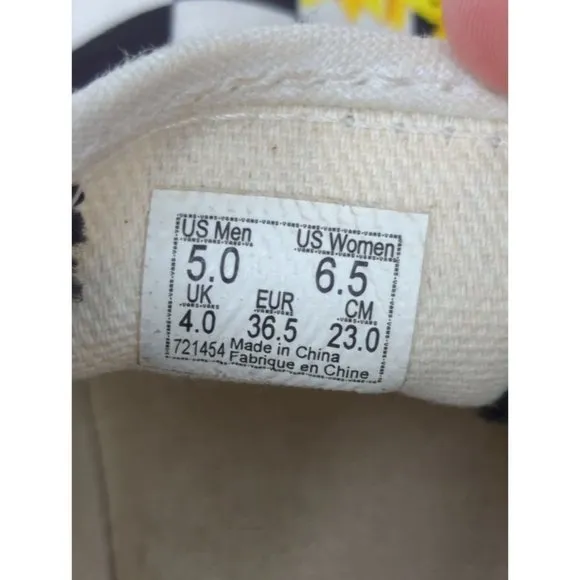 US Men US Women
5.0 6.5
UK EUR CM
4.0 36.5 23.0
721454 Made in China
Fabrique en Chine